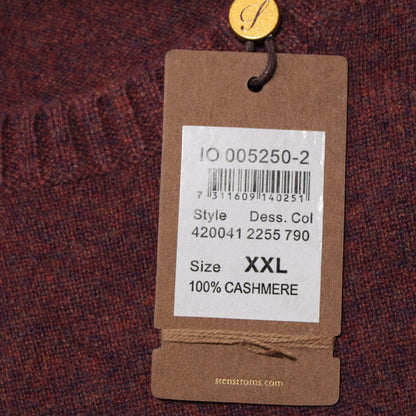 S
IO 005250-2
7 311609 140251
Style Dess. Col
420041 2255 790
Size XXL
100% CASHMERE
stenstroms.com